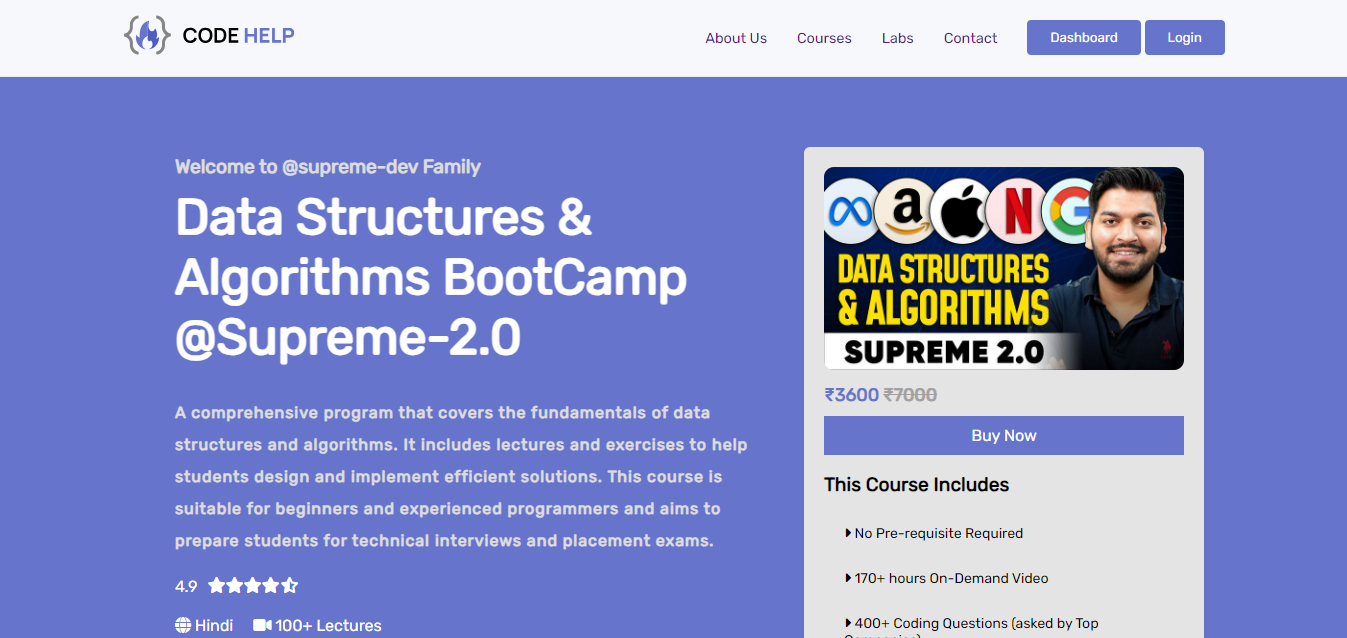 CODE HELP
About Us
Courses
Labs
Contact
Dashboard
Login
Welcome to @supreme-dev Family
Data Structures &
Algorithms BootCamp
@Supreme-2.0
A comprehensive program that covers the fundamentals of data
structures and algorithms. It includes lectures and exercises to help
students design and implement efficient solutions. This course is
suitable for beginners and experienced programmers and aims to
prepare students for technical interviews and placement exams.
4.9
Hindi
100+ Lectures
a
N
G
DATA STRUCTURES
& ALGORITHMS
SUPREME 2.0
₹3600 ₹7000
Buy Now
This Course Includes
No Pre-requisite Required
170+ hours On-Demand Video
400+ Coding Questions (asked by Top